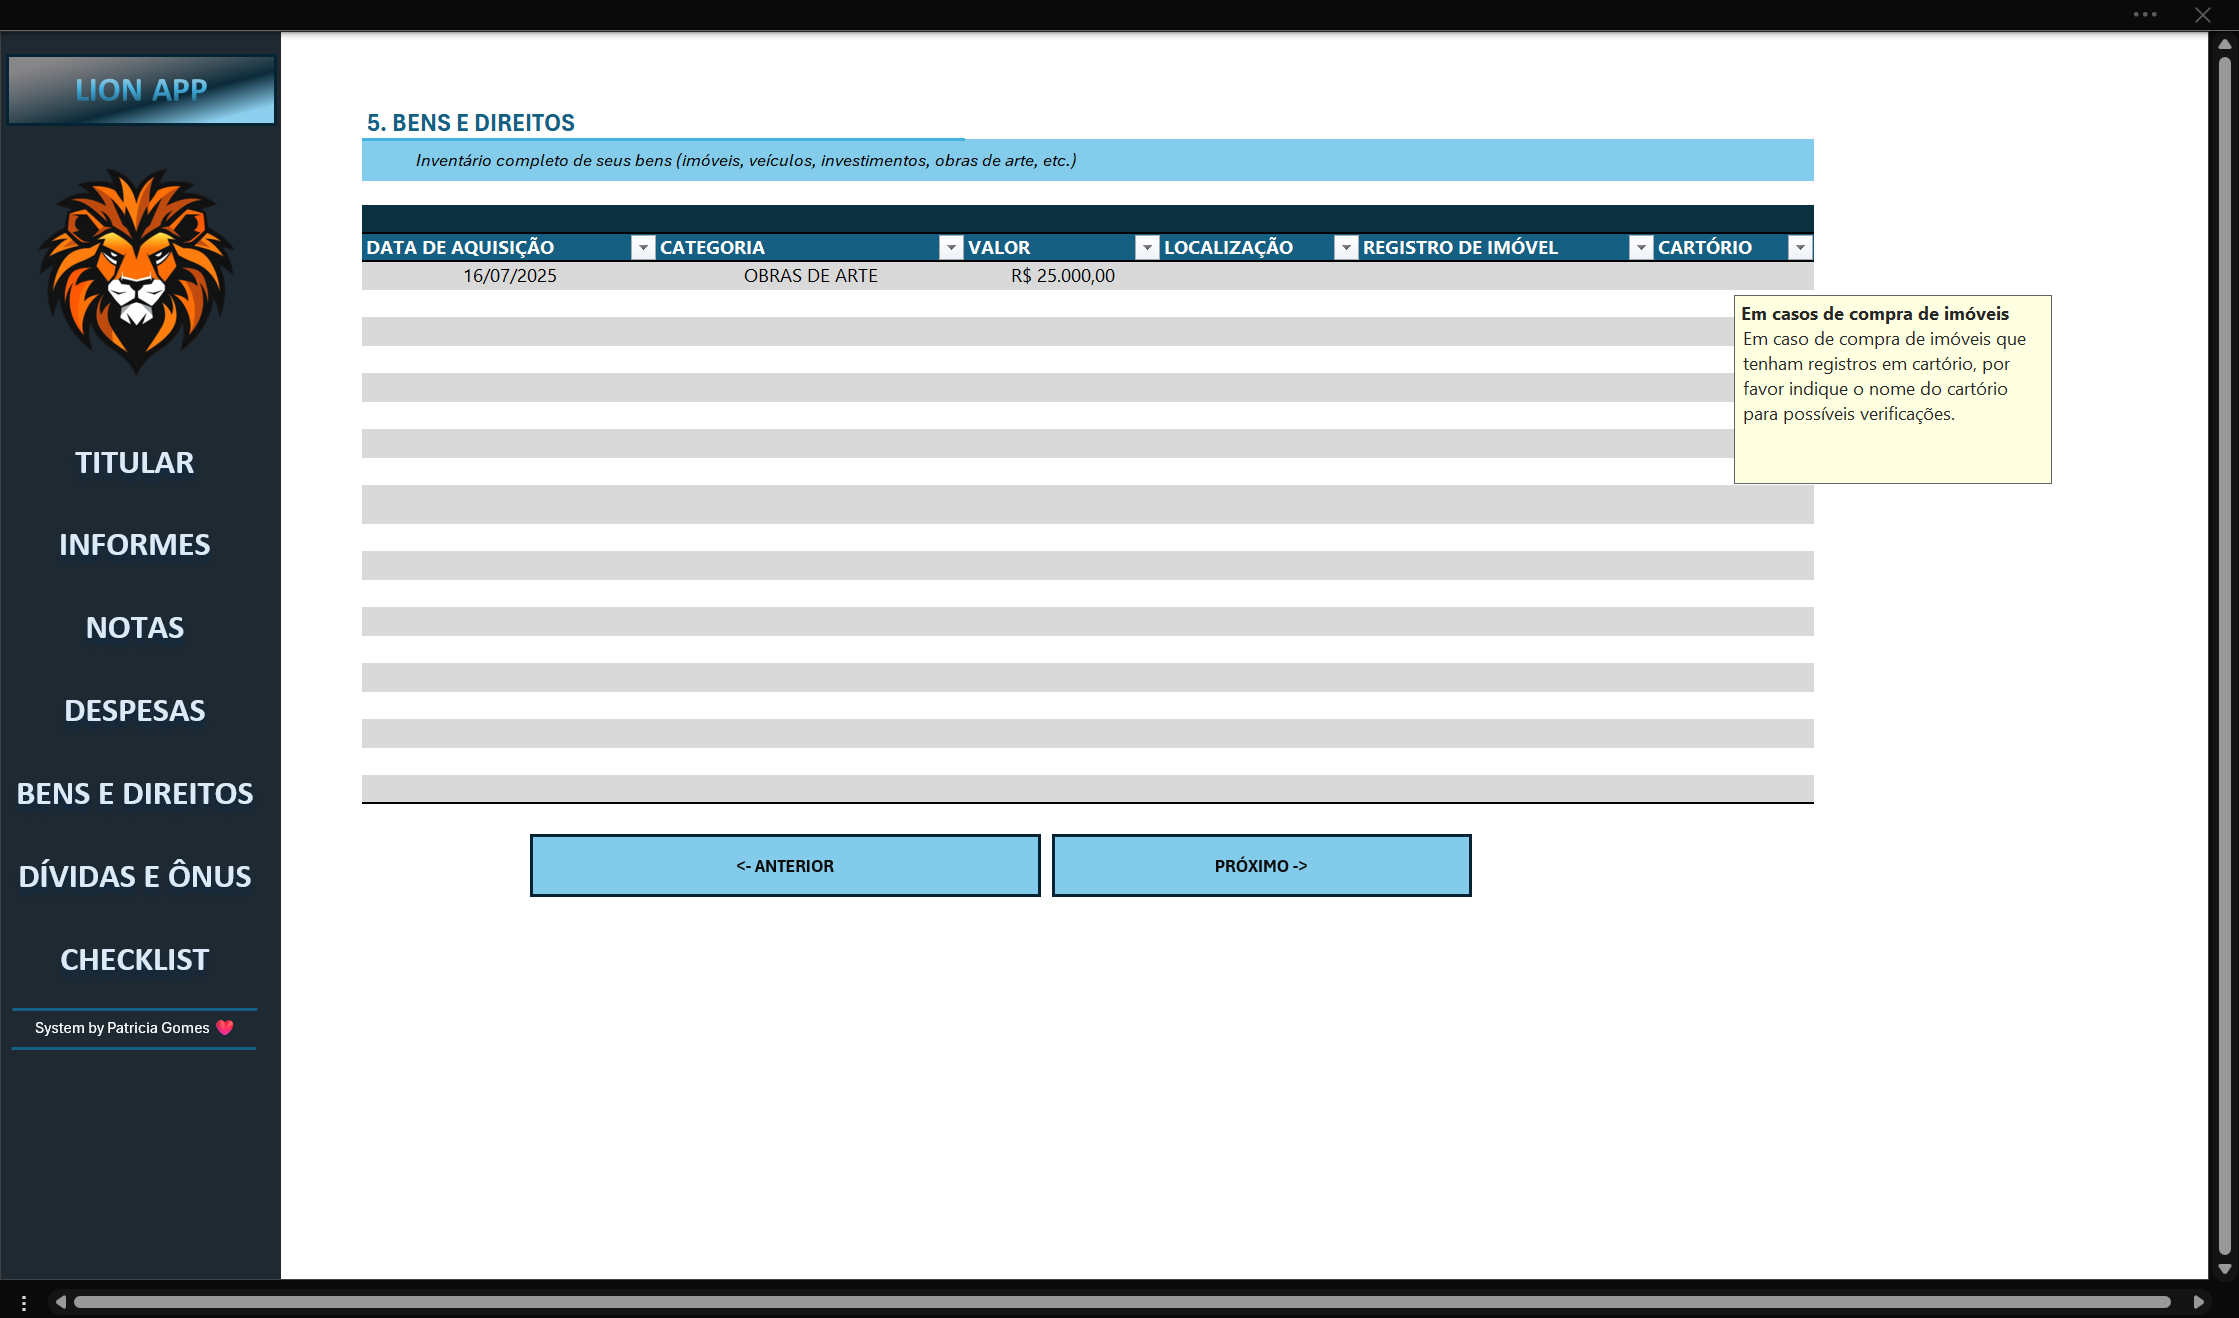 LION APP
TITULAR
INFORMES
NOTAS
DESPESAS
BENS E DIREITOS
DÍVIDAS E ÔNUS
CHECKLIST
System by Patricia Gomes
5. BENS E DIREITOS
Inventário completo de seus bens (imóveis, veículos, investimentos, obras de arte, etc.)
DATA DE AQUISIÇÃO CATEGORIA VALOR LOCALIZAÇÃO REGISTRO DE IMÓVEL CARTÓRIO
16/07/2025 OBRAS DE ARTE R$ 25.000,00
Em casos de compra de imóveis
Em caso de compra de imóveis que
tenham registros em cartório, por
favor indique o nome do cartório
para possíveis verificações.
<- ANTERIOR
PRÓXIMO ->